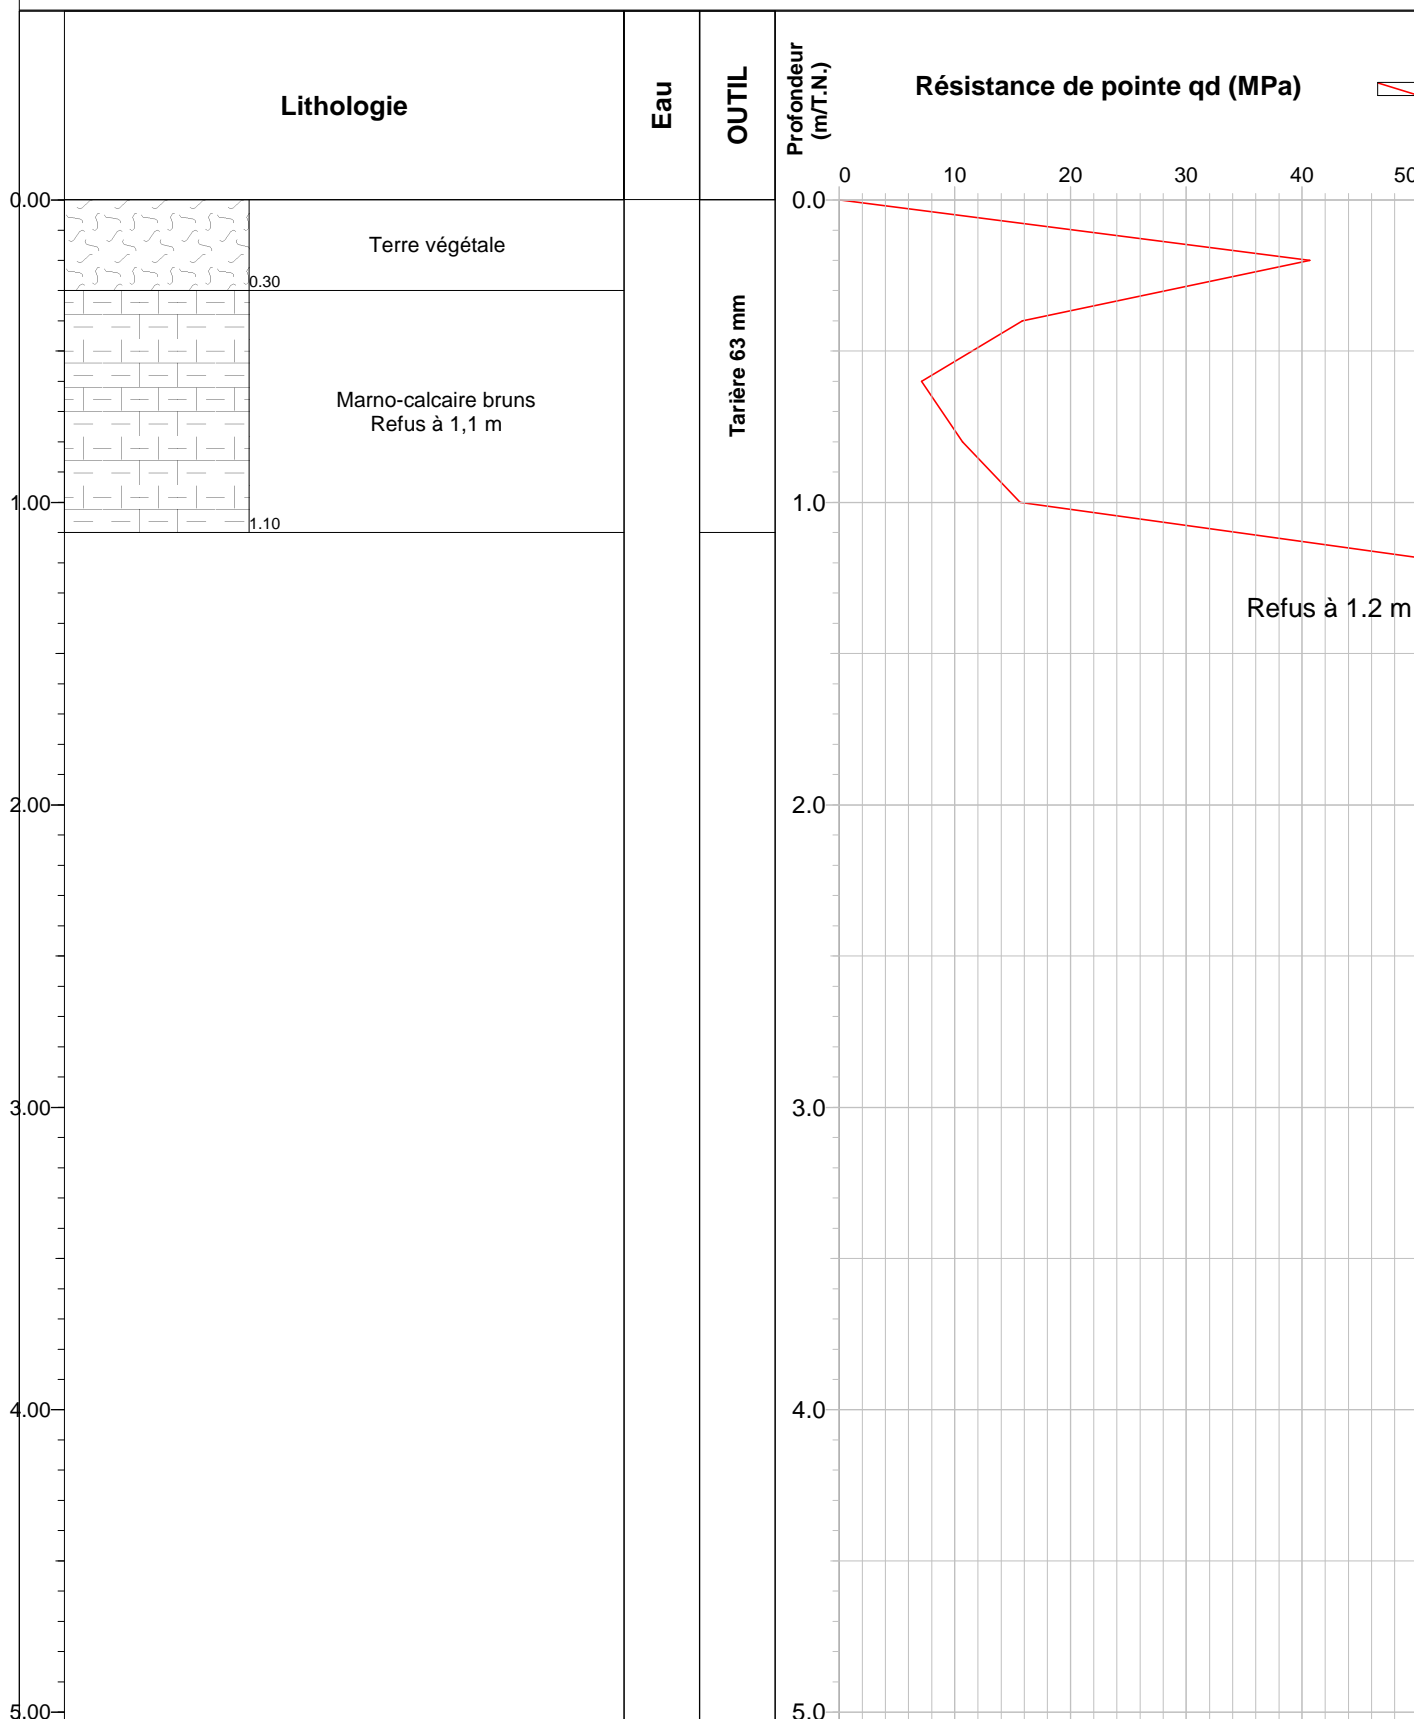 Lithologie
Eau
OUTIL
Profondeur
(m/T.N.)
Résistance de pointe qd (MPa)
0 10 20 30 40 50
0.00
Terre végétale
0.30
Marno-calcaire bruns
Refus à 1,1 m
1.00
1.10
2.00
3.00
4.00
5.00
Tarière 63 mm
0.0
1.0
Refus à 1.2 m
2.0
3.0
4.0
5.0